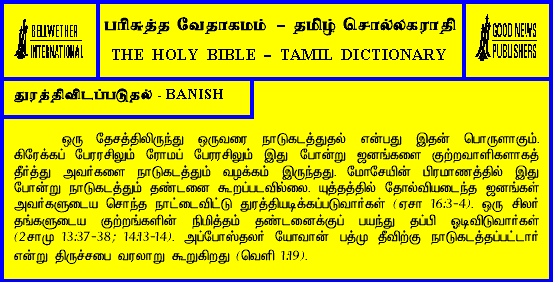 BELLWETHER
INTERNATIONAL
பரிசுத்த வேதாகமம் – தமிழ் சொல்லகராதி
THE HOLY BIBLE – TAMIL DICTIONARY
GOOD NEWS
PUBLISHERS
துரத்திவிடப்படுதல் - BANISH
ஒரு தேசத்திலிருந்து ஒருவரை நாடுகடத்துதல் என்பது இதன் பொருளாகும்.
கிரேக்கப் பேரரசிலும் ரோமப் பேரரசிலும் இது போன்று ஜனங்களை குற்றவாளிகளாகத்
தீர்த்து அவர்களை நாடுகடத்தும் வழக்கம் இருந்தது. மோசேயின் பிரமாணத்தில் இது
போன்று நாடுகடத்தும் தண்டனை கூறப்படவில்லை. யுத்தத்தில் தோல்வியடைந்த ஜனங்கள்
அவர்களுடைய சொந்த நாட்டைவிட்டு துரத்தியடிக்கப்படுவார்கள் (ஏசா 16:3-4). ஒரு சிலர்
தங்களுடைய குற்றங்களின் நிமித்தம் தண்டனைக்குப் பயந்து தப்பி ஓடிவிடுவார்கள்
(2சாமு 13:37-38; 14:13-14). அப்போஸ்தலர் யோவான் பத்மு தீவிற்கு நாடுகடத்தப்பட்டார்
என்று திருச்சபை வரலாறு கூறுகிறது (வெளி 1:19).